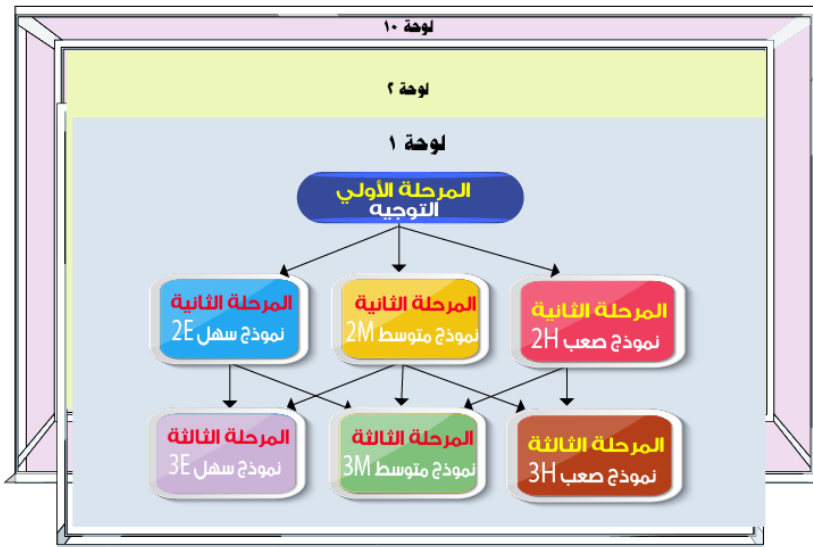 لوحة ١٠
لوحة ٢
لوحة ١
المرحلة الأولي
التوجيه
المرحلة الثانية
نموذج صعب 2H
المرحلة الثانية
نموذج متوسط 2M
المرحلة الثانية
نموذج سهل 2E
المرحلة الثالثة
نموذج صعب 3H
المرحلة الثالثة
نموذج متوسط 3M
المرحلة الثالثة
نموذج سهل 3E